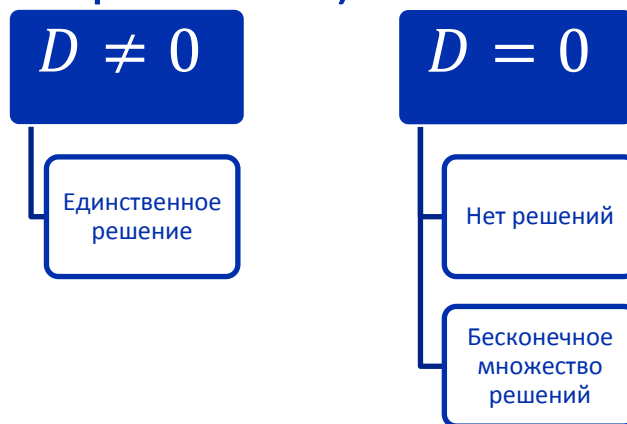 D ≠ 0
Единственное
решение
D = 0
Нет решений
Бесконечное
множество
решений